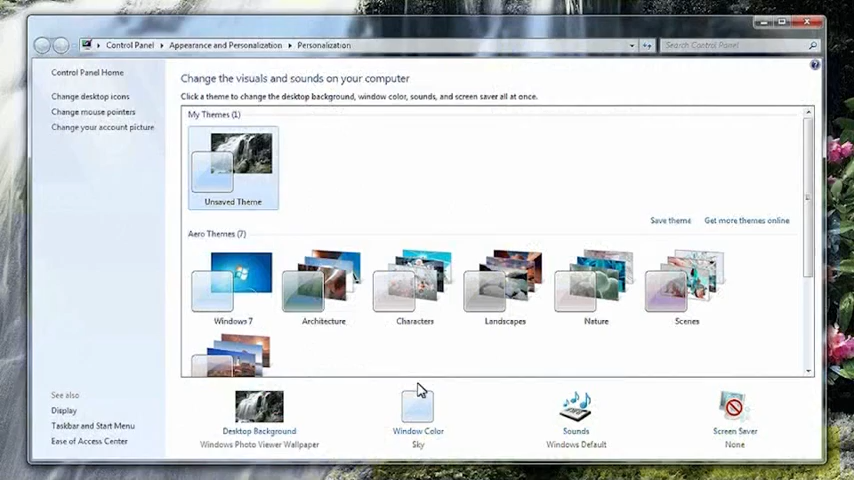 Control Panel ▸ Appearance and Personalization ▸ Personalization
Search Control Panel
Control Panel Home
Change desktop icons
Change mouse pointers
Change your account picture
Change the visuals and sounds on your computer
Click a theme to change the desktop background, window color, sounds, and screen saver all at once.
My Themes (1)
Unsaved Theme
Save theme
Get more themes online
Aero Themes (7)
Windows 7
Architecture
Characters
Landscapes
Nature
Scenes
See also
Display
Taskbar and Start Menu
Ease of Access Center
Desktop Background
Windows Photo Viewer Wallpaper
Window Color
Sky
Sounds
Windows Default
Screen Saver
None